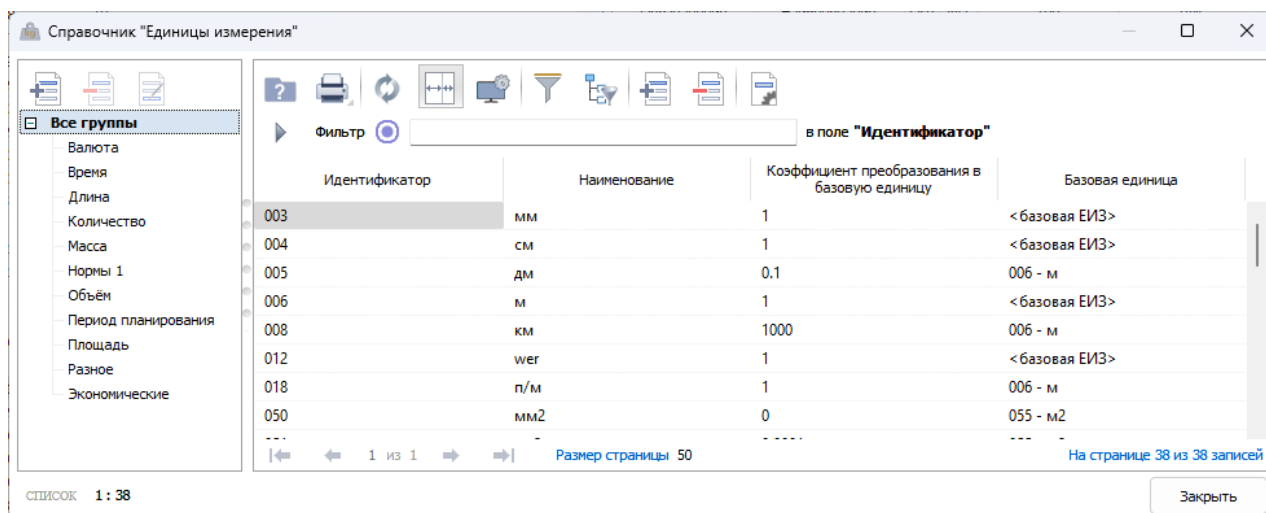 Справочник "Единицы измерения"
Все группы
Валюта
Время
Длина
Количество
Масса
Нормы 1
Объём
Период планирования
Площадь
Разное
Экономические
Фильтр
в поле "Идентификатор"
Идентификатор Наименование Коэффициент преобразования в базовую единицу Базовая единица
003 мм 1 <базовая ЕИЗ>
004 см 1 <базовая ЕИЗ>
005 дм 0.1 006 - м
006 м 1 <базовая ЕИЗ>
008 км 1000 006 - м
012 wer 1 <базовая ЕИЗ>
018 п/м 1 006 - м
050 мм2 0 055 - м2
1 из 1 Размер страницы 50 На странице 38 из 38 записей
список 1:38
Закрыть